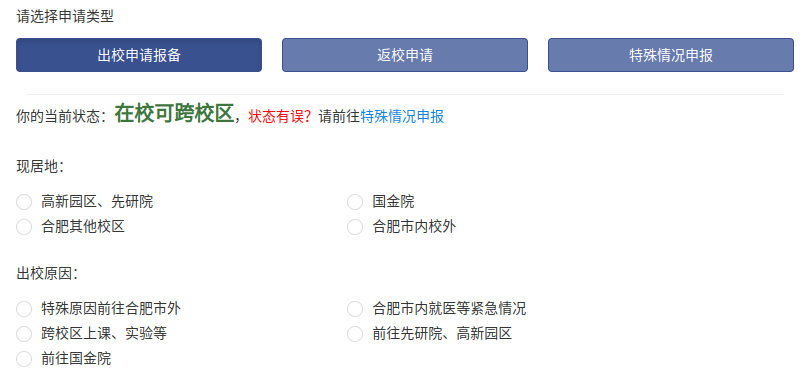 请选择申请类型
出校申请报备 返校申请 特殊情况申报
你的当前状态：在校可跨校区，状态有误？请前往特殊情况申报
现居地：
高新园区、先研院 国金院
合肥其他校区 合肥市内校外
出校原因：
特殊原因前往合肥市外 合肥市内就医等紧急情况
跨校区上课、实验等 前往先研院、高新园区
前往国金院